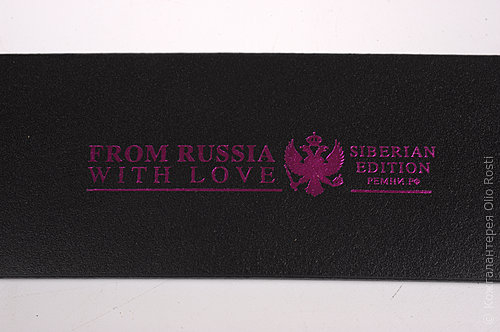 FROM RUSSIA
WITH LOVE
SIBERIAN
EDITION
РЕМНИ.РФ
© Кожгалантерея Olio Rosti